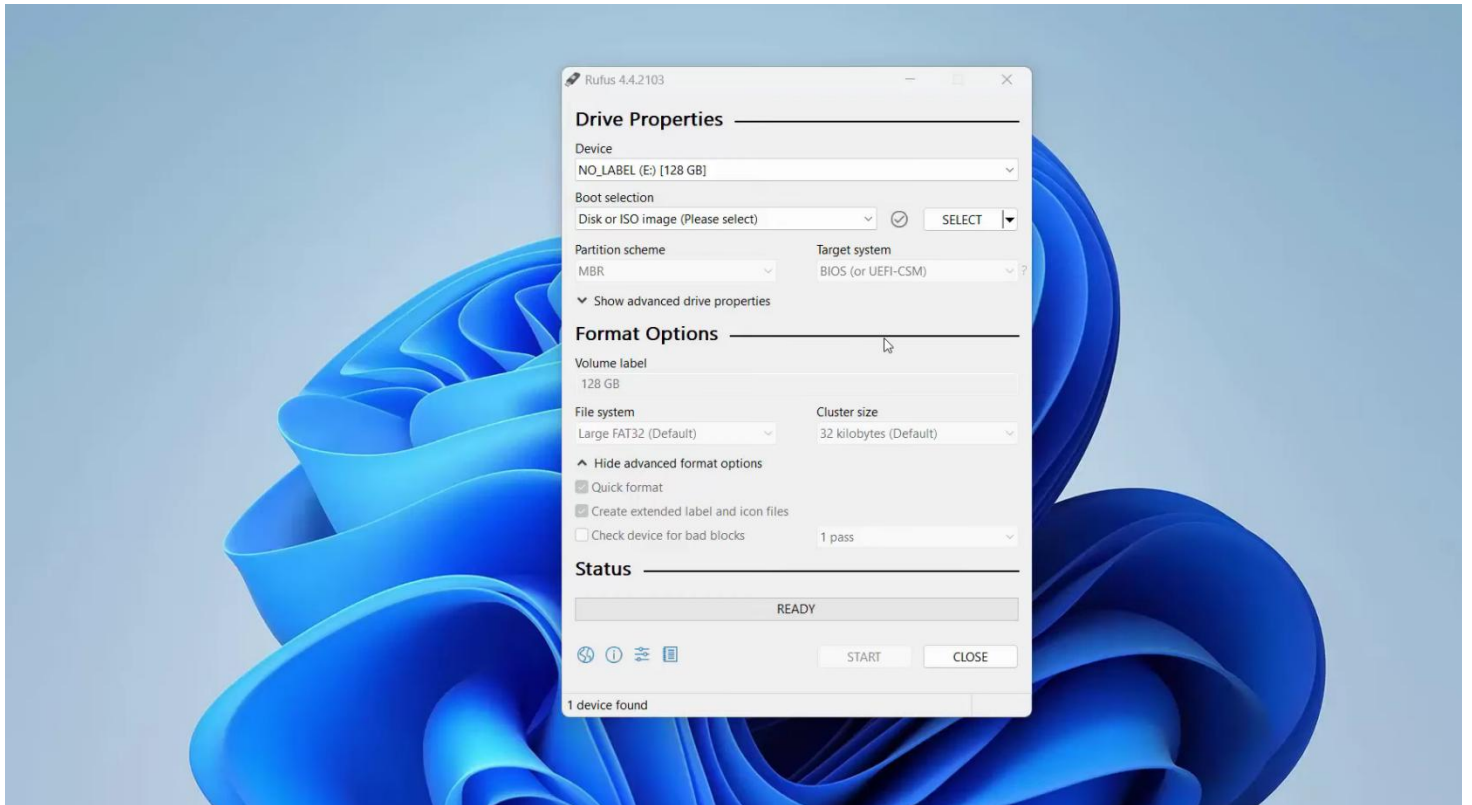 Rufus 4.4.2103
Drive Properties
Device
NO_LABEL (E:) [128 GB]
Boot selection
Disk or ISO image (Please select)
SELECT
Partition scheme
Target system
MBR
BIOS (or UEFI-CSM)
?
Show advanced drive properties
Format Options
Volume label
128 GB
File system
Cluster size
Large FAT32 (Default)
32 kilobytes (Default)
Hide advanced format options
Quick format
Create extended label and icon files
Check device for bad blocks
1 pass
Status
READY
START
CLOSE
1 device found